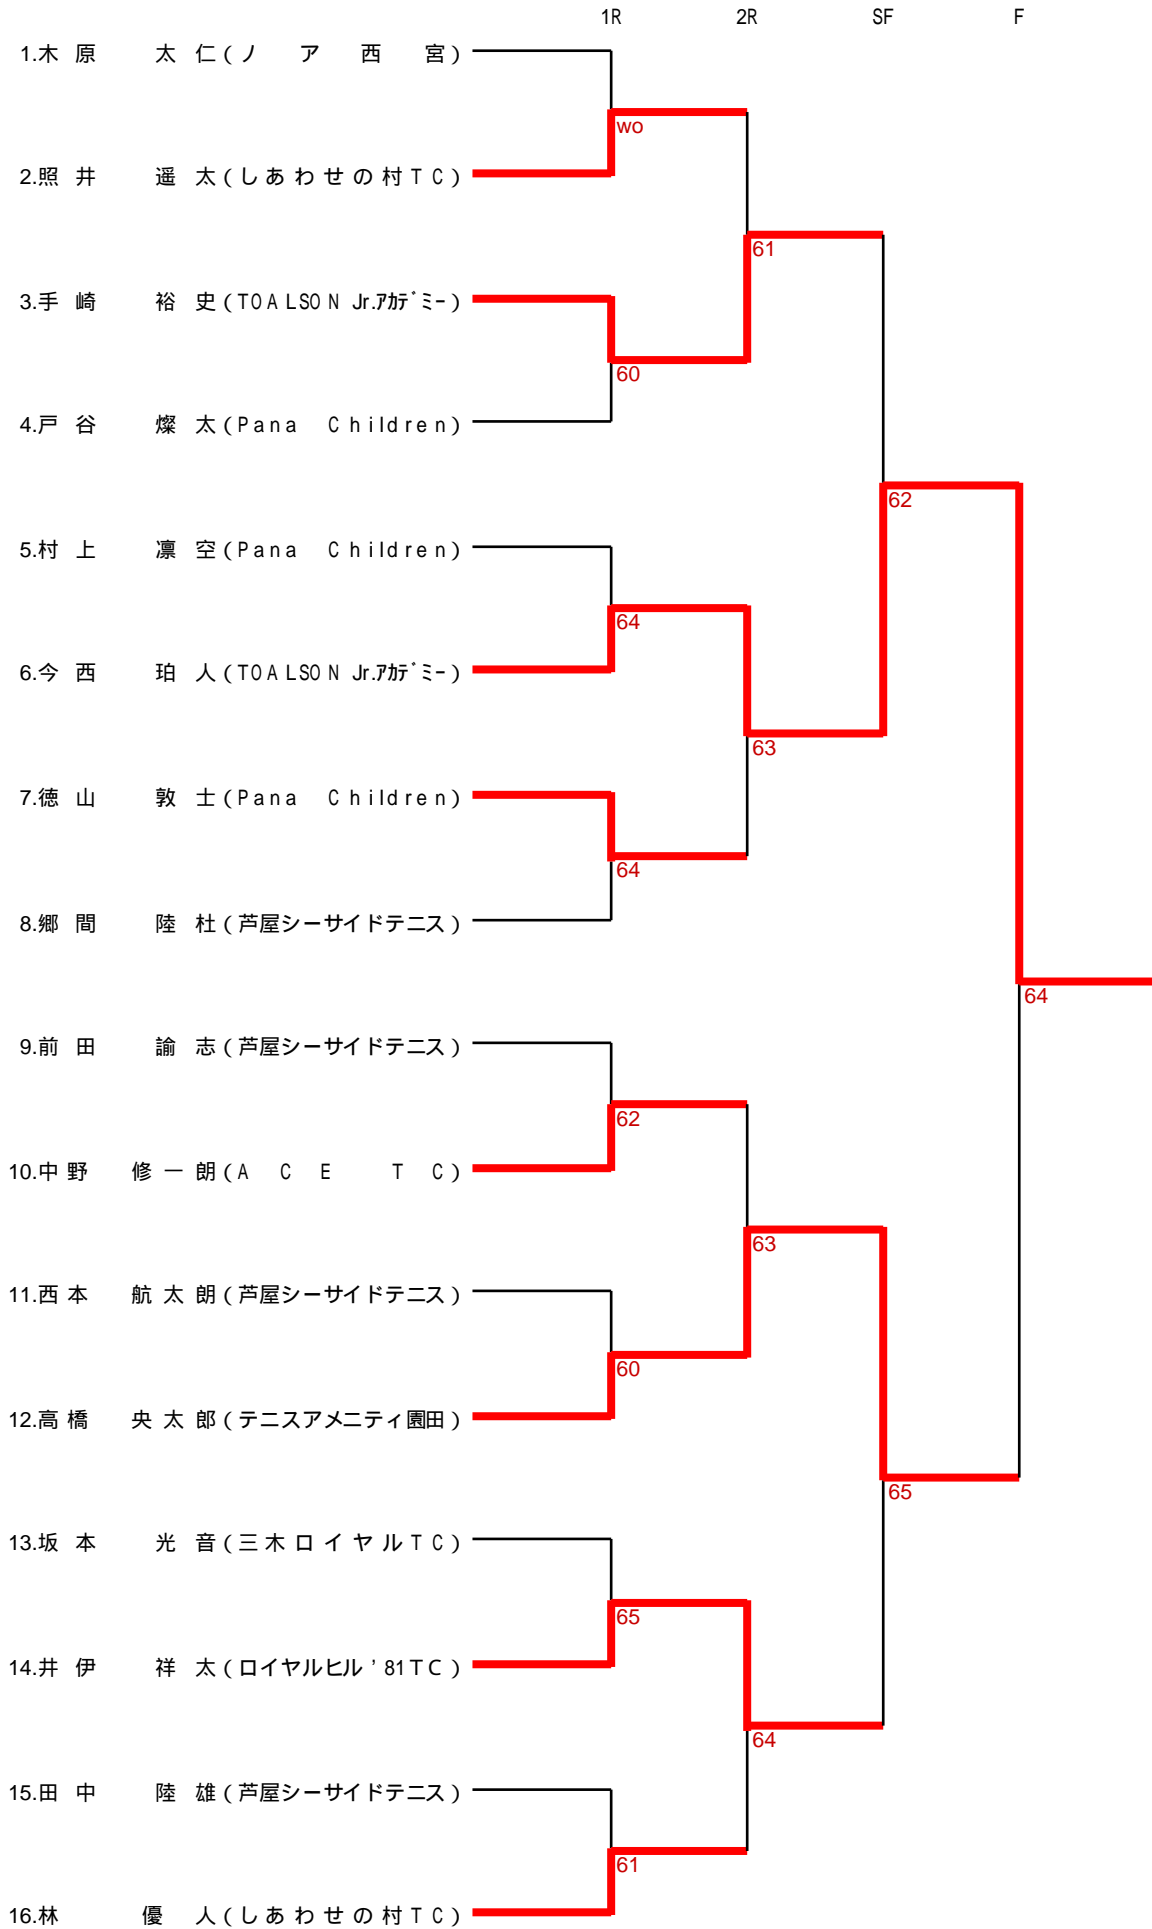 1R 2R SF F
1.木原 太仁(ノア西宮)
wo
2.照井 遥太(しあわせの村TC)
61
3.手崎 裕史(TOALSON Jr.ｱｶﾃﾞﾐｰ)
60
4.戸谷 燦太(Pana Children)
62
5.村上 凛空(Pana Children)
64
6.今西 珀人(TOALSON Jr.ｱｶﾃﾞﾐｰ)
63
7.徳山 敦士(Pana Children)
64
8.郷間 陸杜(芦屋シーサイドテニス)
64
9.前田 諭志(芦屋シーサイドテニス)
62
10.中野 修一朗(ACE TC)
63
11.西本 航太朗(芦屋シーサイドテニス)
60
12.高橋 央太郎(テニスアメニティ園田)
65
13.坂本 光音(三木ロイヤルTC)
65
14.井伊 祥太(ロイヤルヒル'81TC)
64
15.田中 陸雄(芦屋シーサイドテニス)
61
16.林 優人(しあわせの村TC)